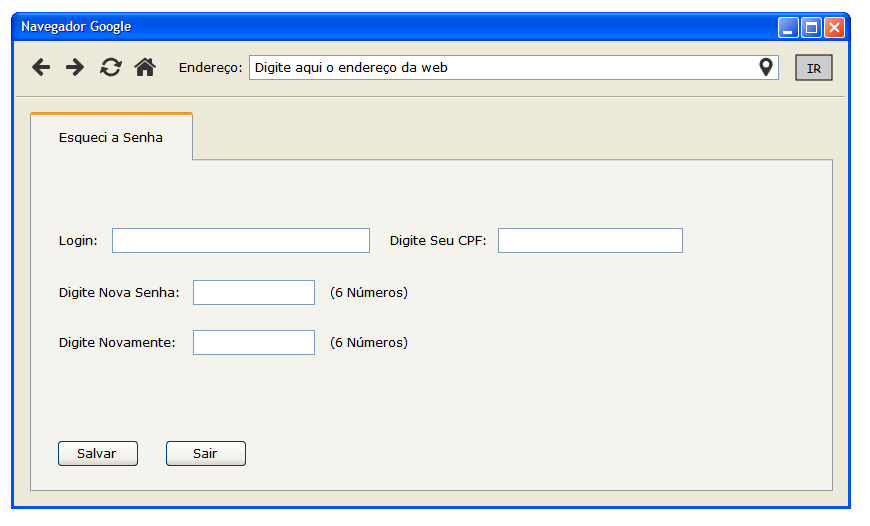 Navegador Google
Endereço: Digite aqui o endereço da web IR
Esqueci a Senha
Login: Digite Seu CPF:
Digite Nova Senha: (6 Números)
Digite Novamente: (6 Números)
Salvar Sair